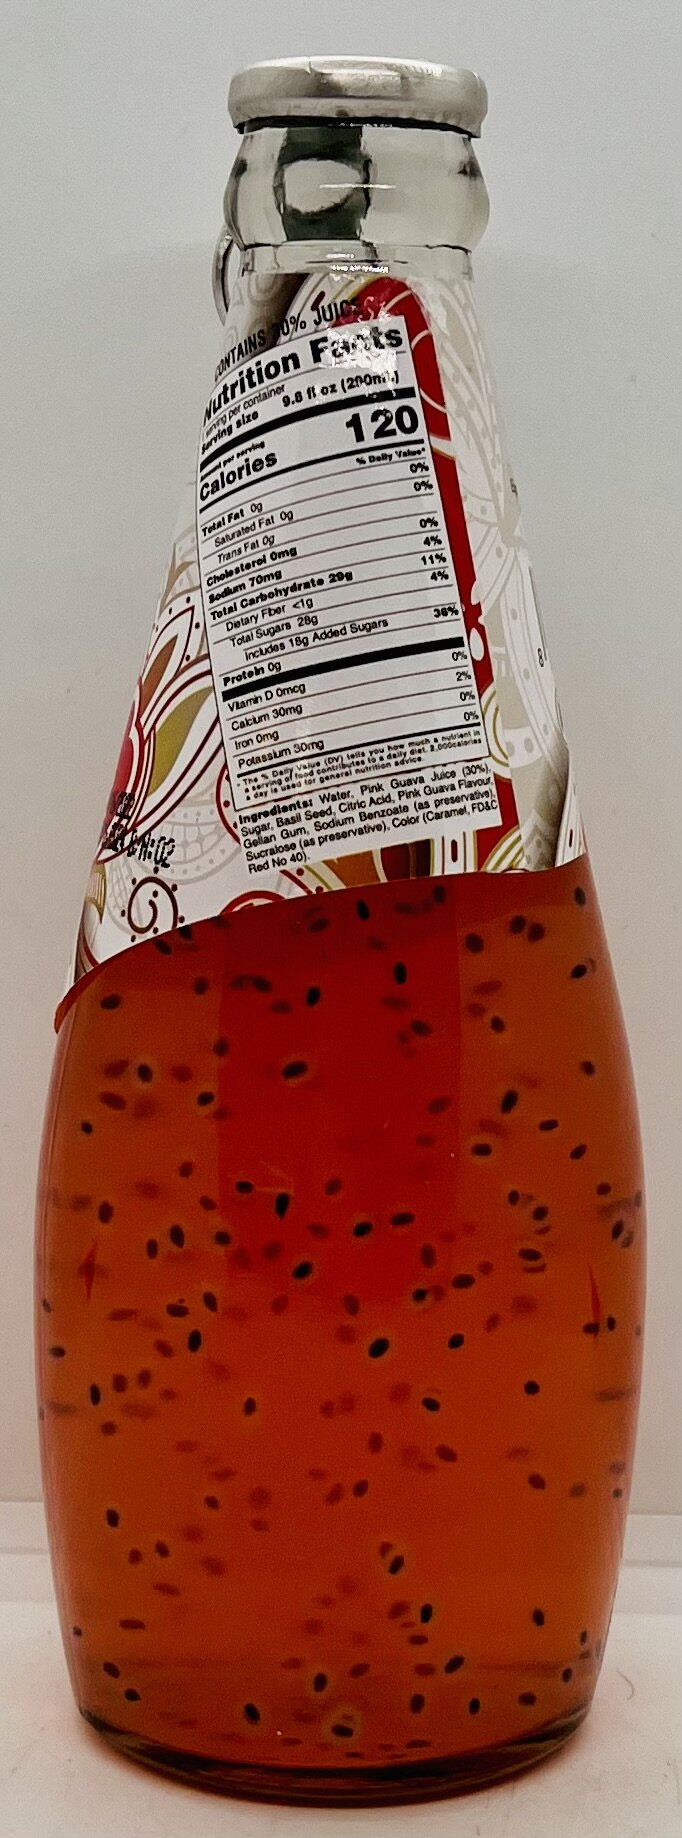 CONTAINS 30% JUICE
Nutrition Facts
serving per container
Serving size 9.8 fl oz (290mL)
Amount per serving
Calories 120
% Daily Value*
Total Fat 0g 0%
Saturated Fat 0g 0%
Trans Fat 0g
Cholesterol 0mg 0%
Sodium 70mg 4%
Total Carbohydrate 29g 11%
Dietary Fber <1g 4%
Total Sugars 28g
Includes 18g Added Sugars 36%
Protein 0g
Vitamin D 0mcg 0%
Calcium 30mg 2%
Iron 0mg 0%
Potassium 30mg 0%
* The % Daily Value (DV) tells you how much a nutrient in
a serving of food contributes to a daily diet. 2,000calories
a day is used for general nutrition advice.
Ingredients: Water, Pink Guava Juice (30%),
Sugar, Basil Seed, Citric Acid, Pink Guava Flavour,
Gellan Gum, Sodium Benzoate (as preservative),
Sucralose (as preservative), Color (Caramel, FD&C
Red No 40).
N:02